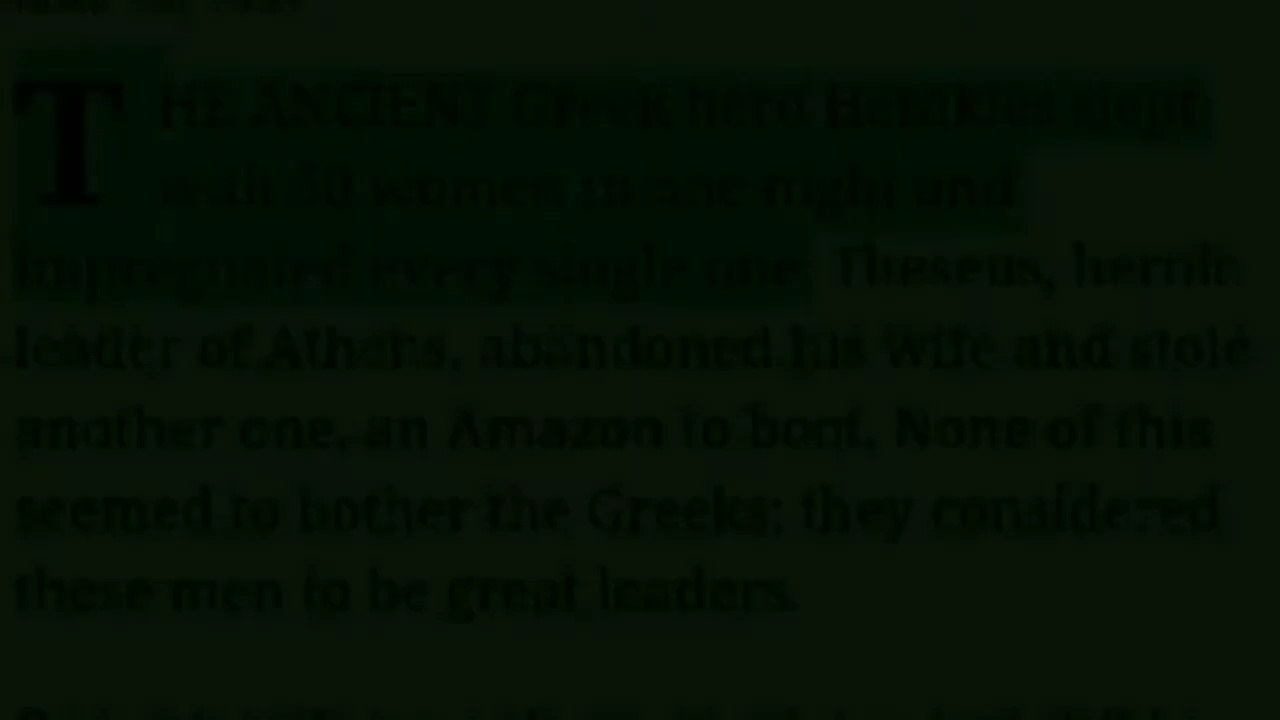 THE ANCIENT Greek hero Herakles slept
with 50 women in one night and
impregnated every single one. Theseus, heroic
leader of Athens, abandoned his wife and stole
another one, an Amazon to boot. None of this
seemed to bother the Greeks; they considered
these men to be great leaders.